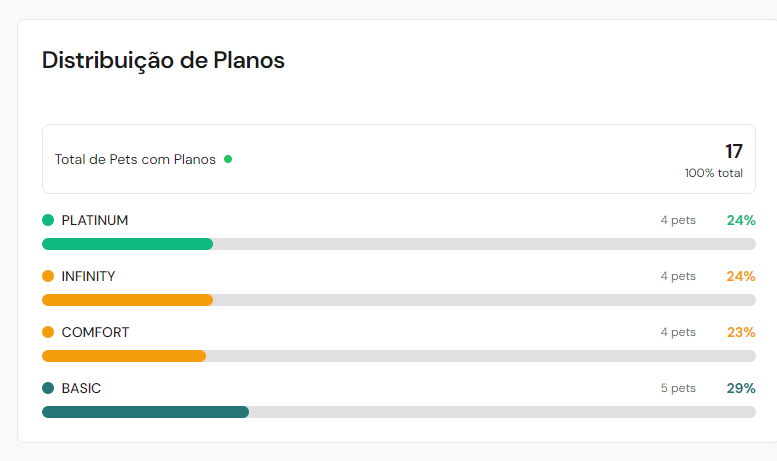 Distribuição de Planos
Total de Pets com Planos
17
100% total
PLATINUM 4 pets 24%
INFINITY 4 pets 24%
COMFORT 4 pets 23%
BASIC 5 pets 29%